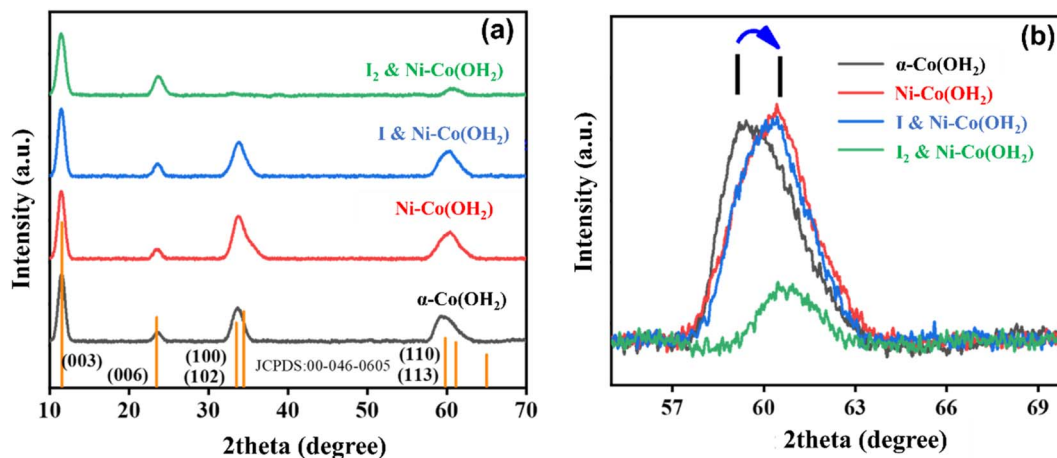 (a)
I₂ & Ni-Co(OH₂)
I & Ni-Co(OH₂)
Ni-Co(OH₂)
α-Co(OH₂)
(003)
(006)
(100)
(102)
JCPDS:00-046-0605
(110)
(113)
10 20 30 40 50 60 70
2theta (degree)
Intensity (a.u.)
(b)
α-Co(OH₂)
Ni-Co(OH₂)
I & Ni-Co(OH₂)
I₂ & Ni-Co(OH₂)
57 60 63 66 69
2theta (degree)
Intensity (a.u.)